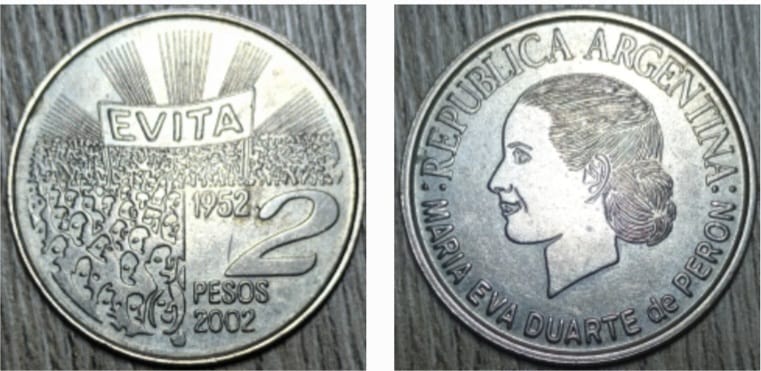 EVITA
1952
2
PESOS
2002
REPUBLICA ARGENTINA
MARIA EVA DUARTE de PERON